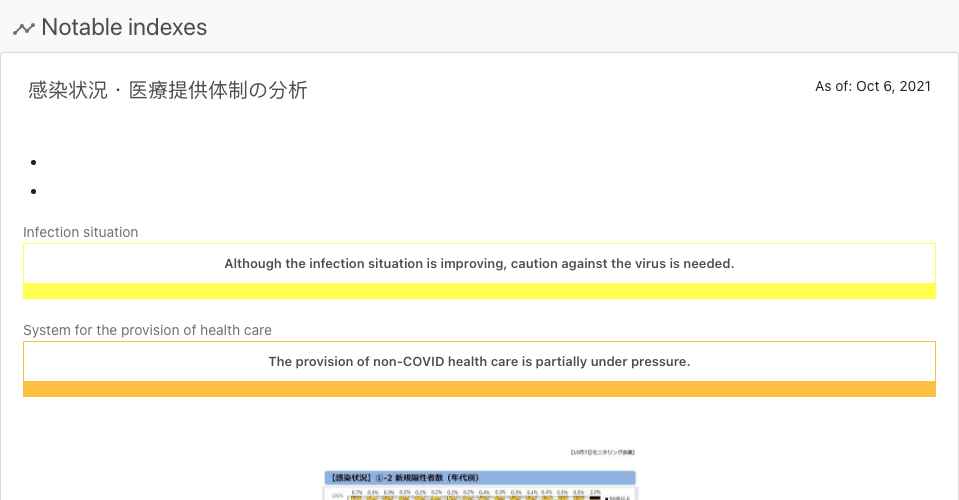 Notable indexes
感染状況・医療提供体制の分析
As of: Oct 6, 2021
Infection situation
Although the infection situation is improving, caution against the virus is needed.
System for the provision of health care
The provision of non-COVID health care is partially under pressure.
【10月7日モニタリング会議】
【感染状況】①-2 新規陽性者数（年代別）
100%